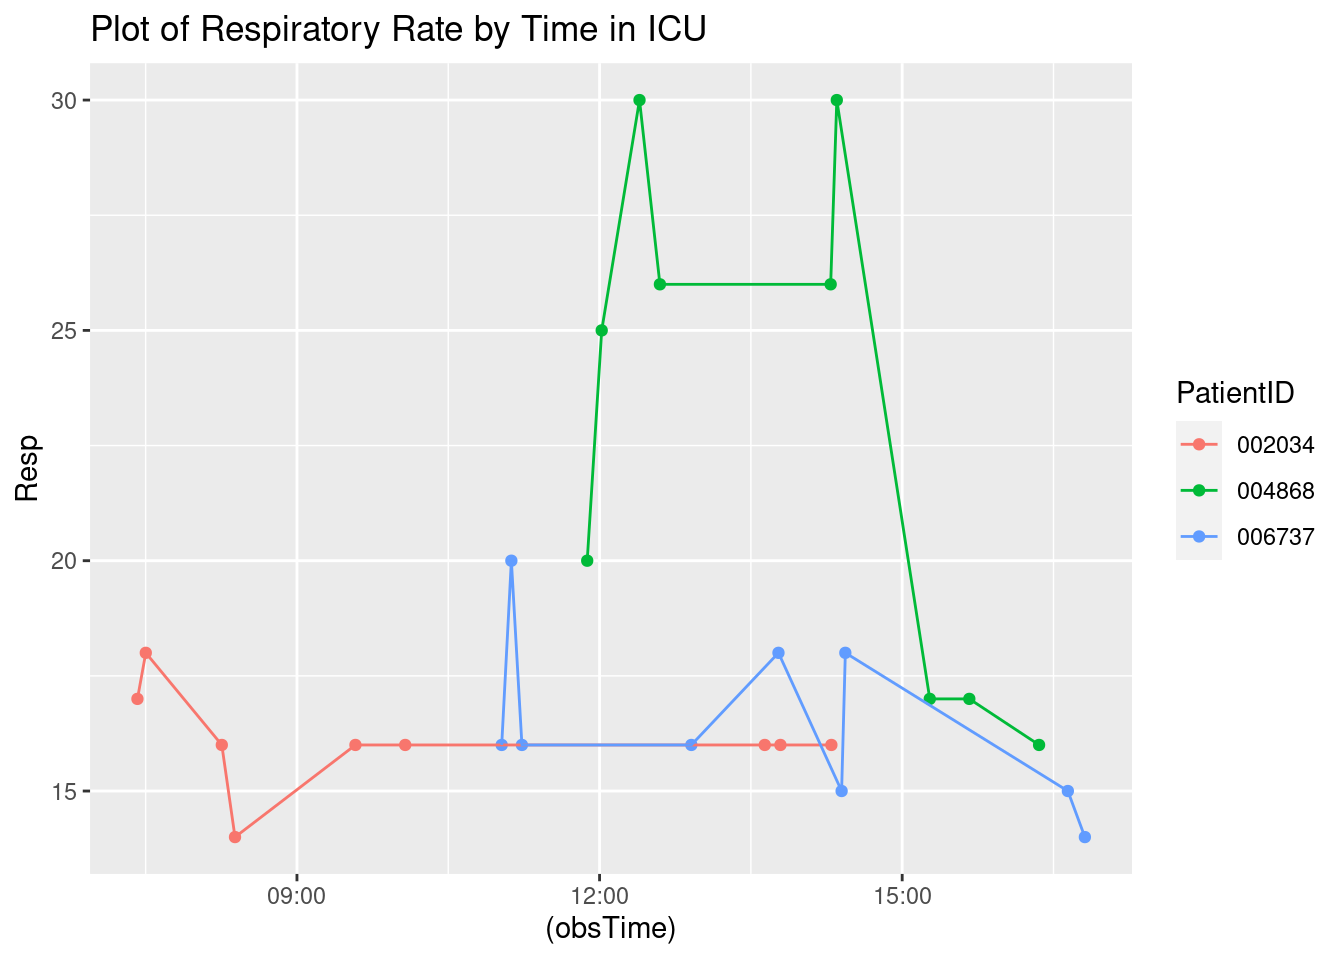 Plot of Respiratory Rate by Time in ICU
30
25
20
15
Resp
09:00
12:00
15:00
(obsTime)
PatientID
002034
004868
006737